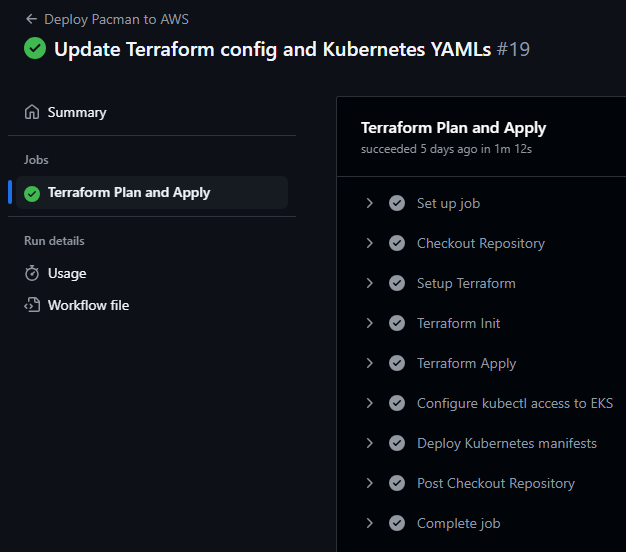 Deploy Pacman to AWS
Update Terraform config and Kubernetes YAMLs #19
Summary
Jobs
Terraform Plan and Apply
Run details
Usage
Workflow file
Terraform Plan and Apply
succeeded 5 days ago in 1m 12s
Set up job
Checkout Repository
Setup Terraform
Terraform Init
Terraform Apply
Configure kubectl access to EKS
Deploy Kubernetes manifests
Post Checkout Repository
Complete job